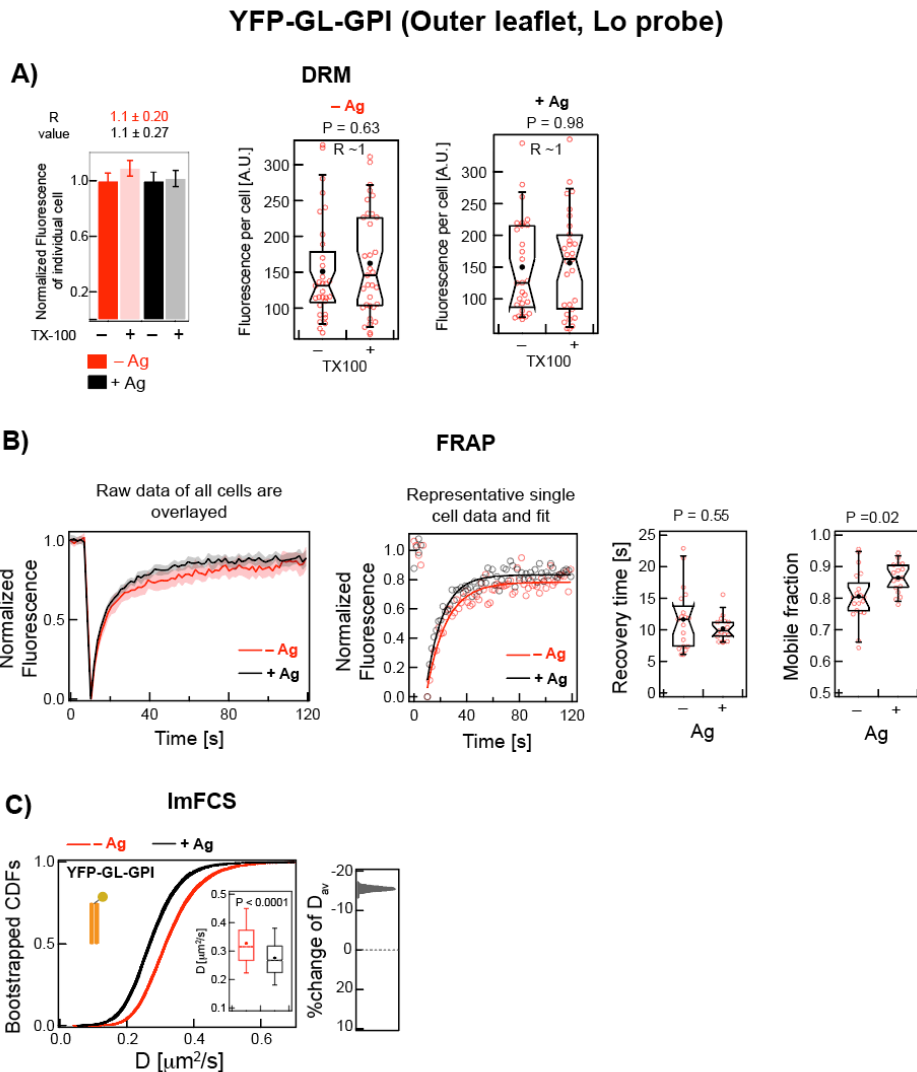 YFP-GL-GPI (Outer leaflet, Lo probe)
A)
DRM
R value
1.1 ± 0.20
1.1 ± 0.27
Normalized Fluorescence of individual cell
1.0
0.6
0.2
– + – +
TX-100
– Ag
+ Ag
– Ag
P = 0.63
R ~1
Fluorescence per cell [A.U.]
300
250
200
150
100
– +
TX100
+ Ag
P = 0.98
R ~1
Fluorescence per cell [A.U.]
300
250
200
150
100
– +
TX100
B)
FRAP
Raw data of all cells are
overlayed
Normalized
Fluorescence
1.0
0.5
0.0
– Ag
+ Ag
0 40 80 120
Time [s]
Representative single
cell data and fit
Normalized
Fluorescence
1.0
0.8
0.6
0.4
0.2
0.0
– Ag
+ Ag
0 40 80 120
Time [s]
P = 0.55
Recovery time [s]
25
20
15
10
5
0
– +
Ag
P =0.02
Mobile fraction
1.0
0.9
0.8
0.7
0.6
0.5
– +
Ag
C)
ImFCS
– Ag + Ag
Bootstrapped CDFs
YFP-GL-GPI
1.0
0.5
0.0
0.0 0.2 0.4 0.6
D [µm²/s]
P < 0.0001
D [µm²/s]
0.5
0.4
0.3
0.2
0.1
%change of Dav
-20
-10
0
10